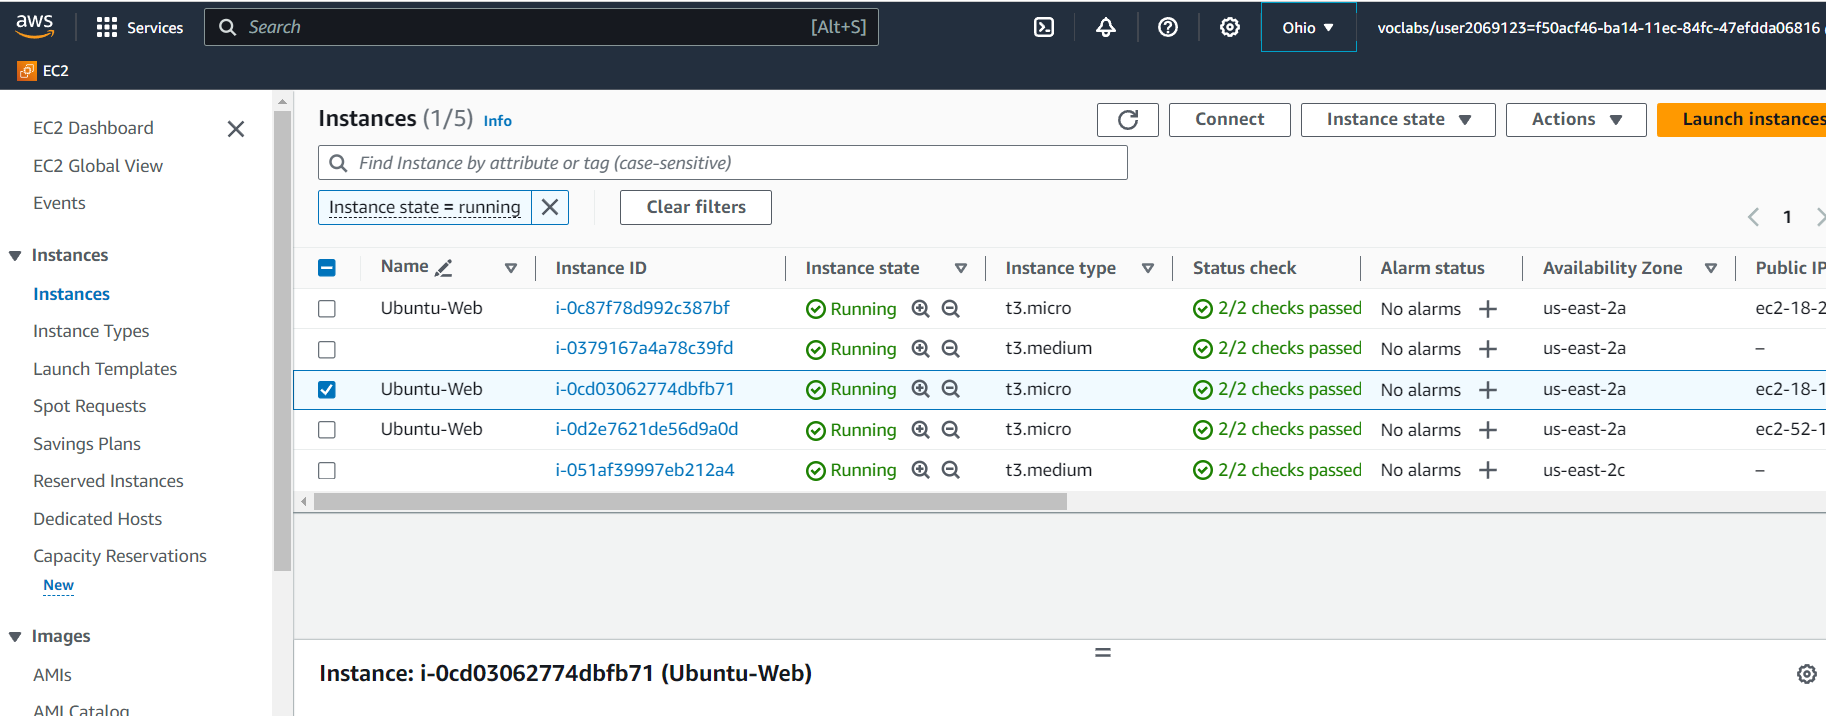 aws
Services
Search
[Alt+S]
Ohio
voclabs/user2069123=f50acf46-ba14-11ec-84fc-47efdda06816
EC2
EC2 Dashboard
EC2 Global View
Events
Instances
Instances
Instance Types
Launch Templates
Spot Requests
Savings Plans
Reserved Instances
Dedicated Hosts
Capacity Reservations
New
Images
AMIs
AMI Catalog
Instances (1/5) Info
Connect
Instance state
Actions
Launch instances
Find Instance by attribute or tag (case-sensitive)
Instance state = running
Clear filters
1
Name Instance ID Instance state Instance type Status check Alarm status Availability Zone Public IP
Ubuntu-Web i-0c87f78d992c387bf Running t3.micro 2/2 checks passed No alarms + us-east-2a ec2-18-2
i-0379167a4a78c39fd Running t3.medium 2/2 checks passed No alarms + us-east-2a –
Ubuntu-Web i-0cd03062774dbfb71 Running t3.micro 2/2 checks passed No alarms + us-east-2a ec2-18-1
Ubuntu-Web i-0d2e7621de56d9a0d Running t3.micro 2/2 checks passed No alarms + us-east-2a ec2-52-1
i-051af39997eb212a4 Running t3.medium 2/2 checks passed No alarms + us-east-2c –
Instance: i-0cd03062774dbfb71 (Ubuntu-Web)